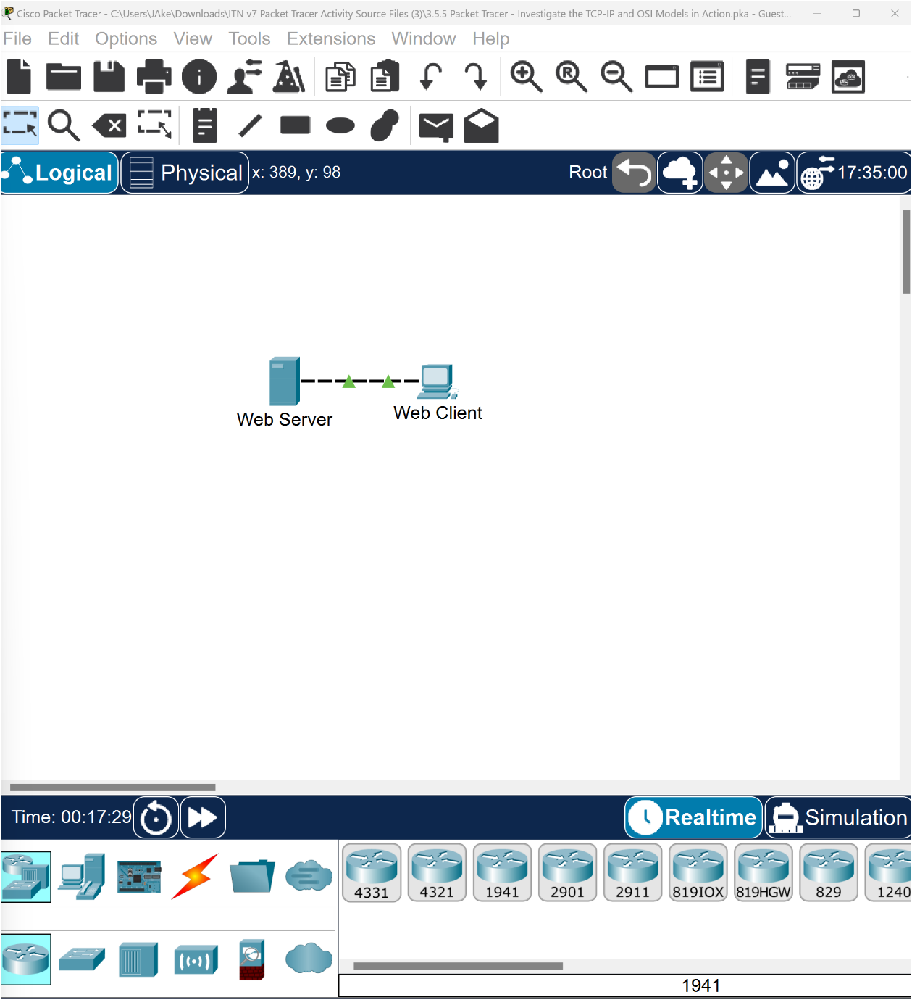 Cisco Packet Tracer - C:\Users\JAke\Downloads\ITN v7 Packet Tracer Activity Source Files (3)\3.5.5 Packet Tracer - Investigate the TCP-IP and OSI Models in Action.pka - Guest...
File Edit Options View Tools Extensions Window Help
Logical Physical x: 389, y: 98 Root 17:35:00
Web Server Web Client
Time: 00:17:29 Realtime Simulation
4331 4321 1941 2901 2911 819IOX 819HGW 829 1240
1941